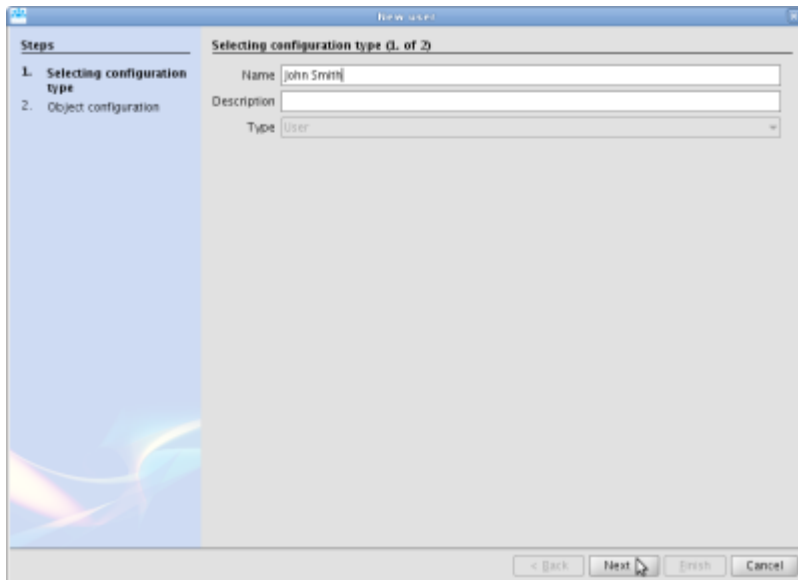 New user
Steps
1. Selecting configuration
type
2. Object configuration
Selecting configuration type (1. of 2)
Name John Smith
Description
Type User
< Back Next > Finish Cancel